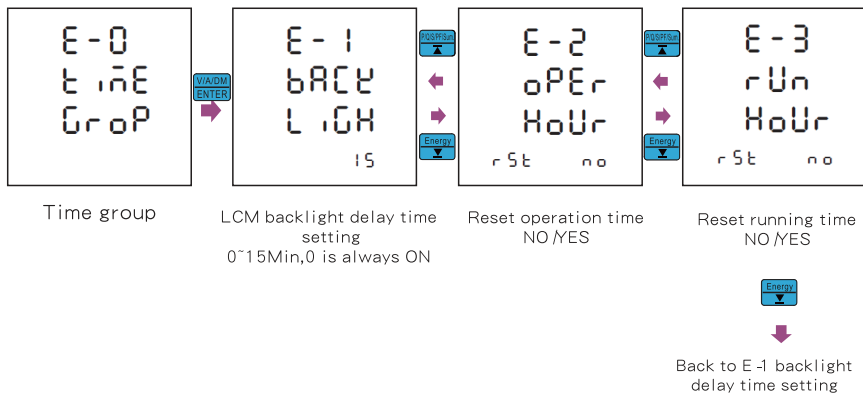 E-0
timE
GroP
V/A/DM
ENTER
E-1
bACK
LiGH
15
P/Q/S/PF/Sum
Energy
E-2
oPEr
HoUr
rSt no
P/Q/S/PF/Sum
Energy
E-3
rUn
HoUr
rSt no
Time group
LCM backlight delay time
setting
0~15Min,0 is always ON
Reset operation time
NO/YES
Reset running time
NO/YES
Energy
Back to E-1 backlight
delay time setting